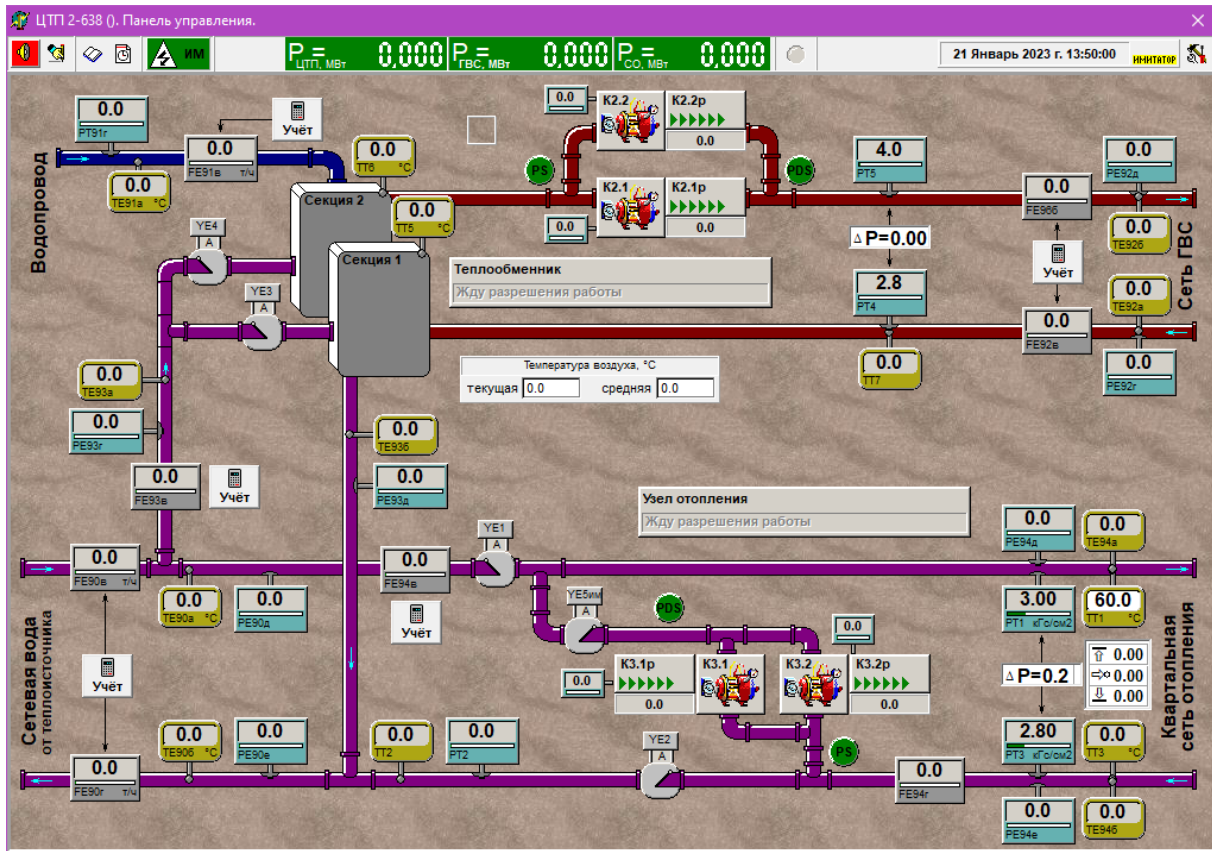 ЦТП 2-638 (). Панель управления.
ИМ
P ЦТП, МВт = 0,000
P ГВС, МВт = 0,000
P СО, МВт = 0,000
21 Январь 2023 г. 13:50:00
ИМИТАТОР
0.0
PT91г
Учёт
0.0
FE91в т/ч
0.0
TE91а °C
Водопровод
0.0
TT6 °C
0.0
K2.2
K2.2р
0.0
PS
PDS
K2.1
K2.1р
0.0
0.0
4.0
PT5
0.0
PE92д
0.0
FE96б
0.0
TE92б
Секция 2
0.0
TT5 °C
YE4
A
Δ P=0.00
Учёт
Сеть ГВС
Секция 1
Теплообменник
Жду разрешения работы
2.8
PT4
0.0
TE92а
YE3
A
0.0
FE92в
0.0
TT7
0.0
PE92г
Температура воздуха, °C
текущая 0.0 средняя 0.0
0.0
TE93а
0.0
PE93г
0.0
TE93б
0.0
FE93в
Учёт
0.0
PE93д
Узел отопления
Жду разрешения работы
YE1
A
0.0
PE94д
0.0
TE94а
0.0
FE90в т/ч
0.0
FE94в
0.0
TE90а °C
0.0
PE90д
Учёт
YE5им
A
PDS
3.00
PT1 кГс/см2
60.0
TT1 °C
0.0
Сетевая вода
от теплоисточника
Учёт
0.0
K3.1р
0.0
K3.1
K3.2
K3.2р
0.0
Δ P=0.2
0.00
0.00
0.00
Квартальная
сеть отопления
0.0
TE90б °C
0.0
PE90е
0.0
TT2
0.0
PT2
YE2
A
PS
2.80
PT3 кГс/см2
0.0
TT3 °C
0.0
FE90г т/ч
0.0
FE94г
0.0
PE94е
0.0
TE94б